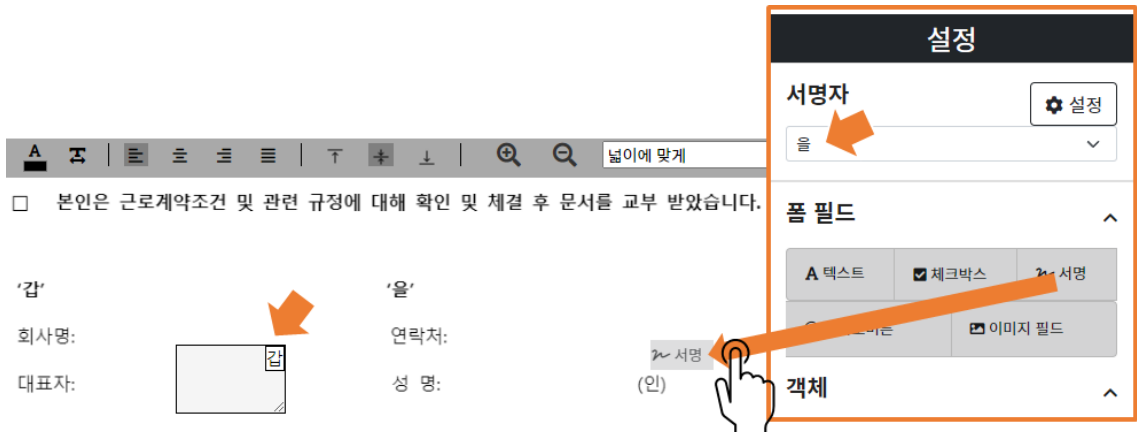 설정
서명자
설정
을
A
넓이에 맞게
□ 본인은 근로계약조건 및 관련 규정에 대해 확인 및 체결 후 문서를 교부 받았습니다.
폼 필드
A 텍스트 체크박스 서명
이미지 필드
‘갑’ ‘을’
회사명: 연락처:
갑
서명
대표자: 성 명: (인)
객체